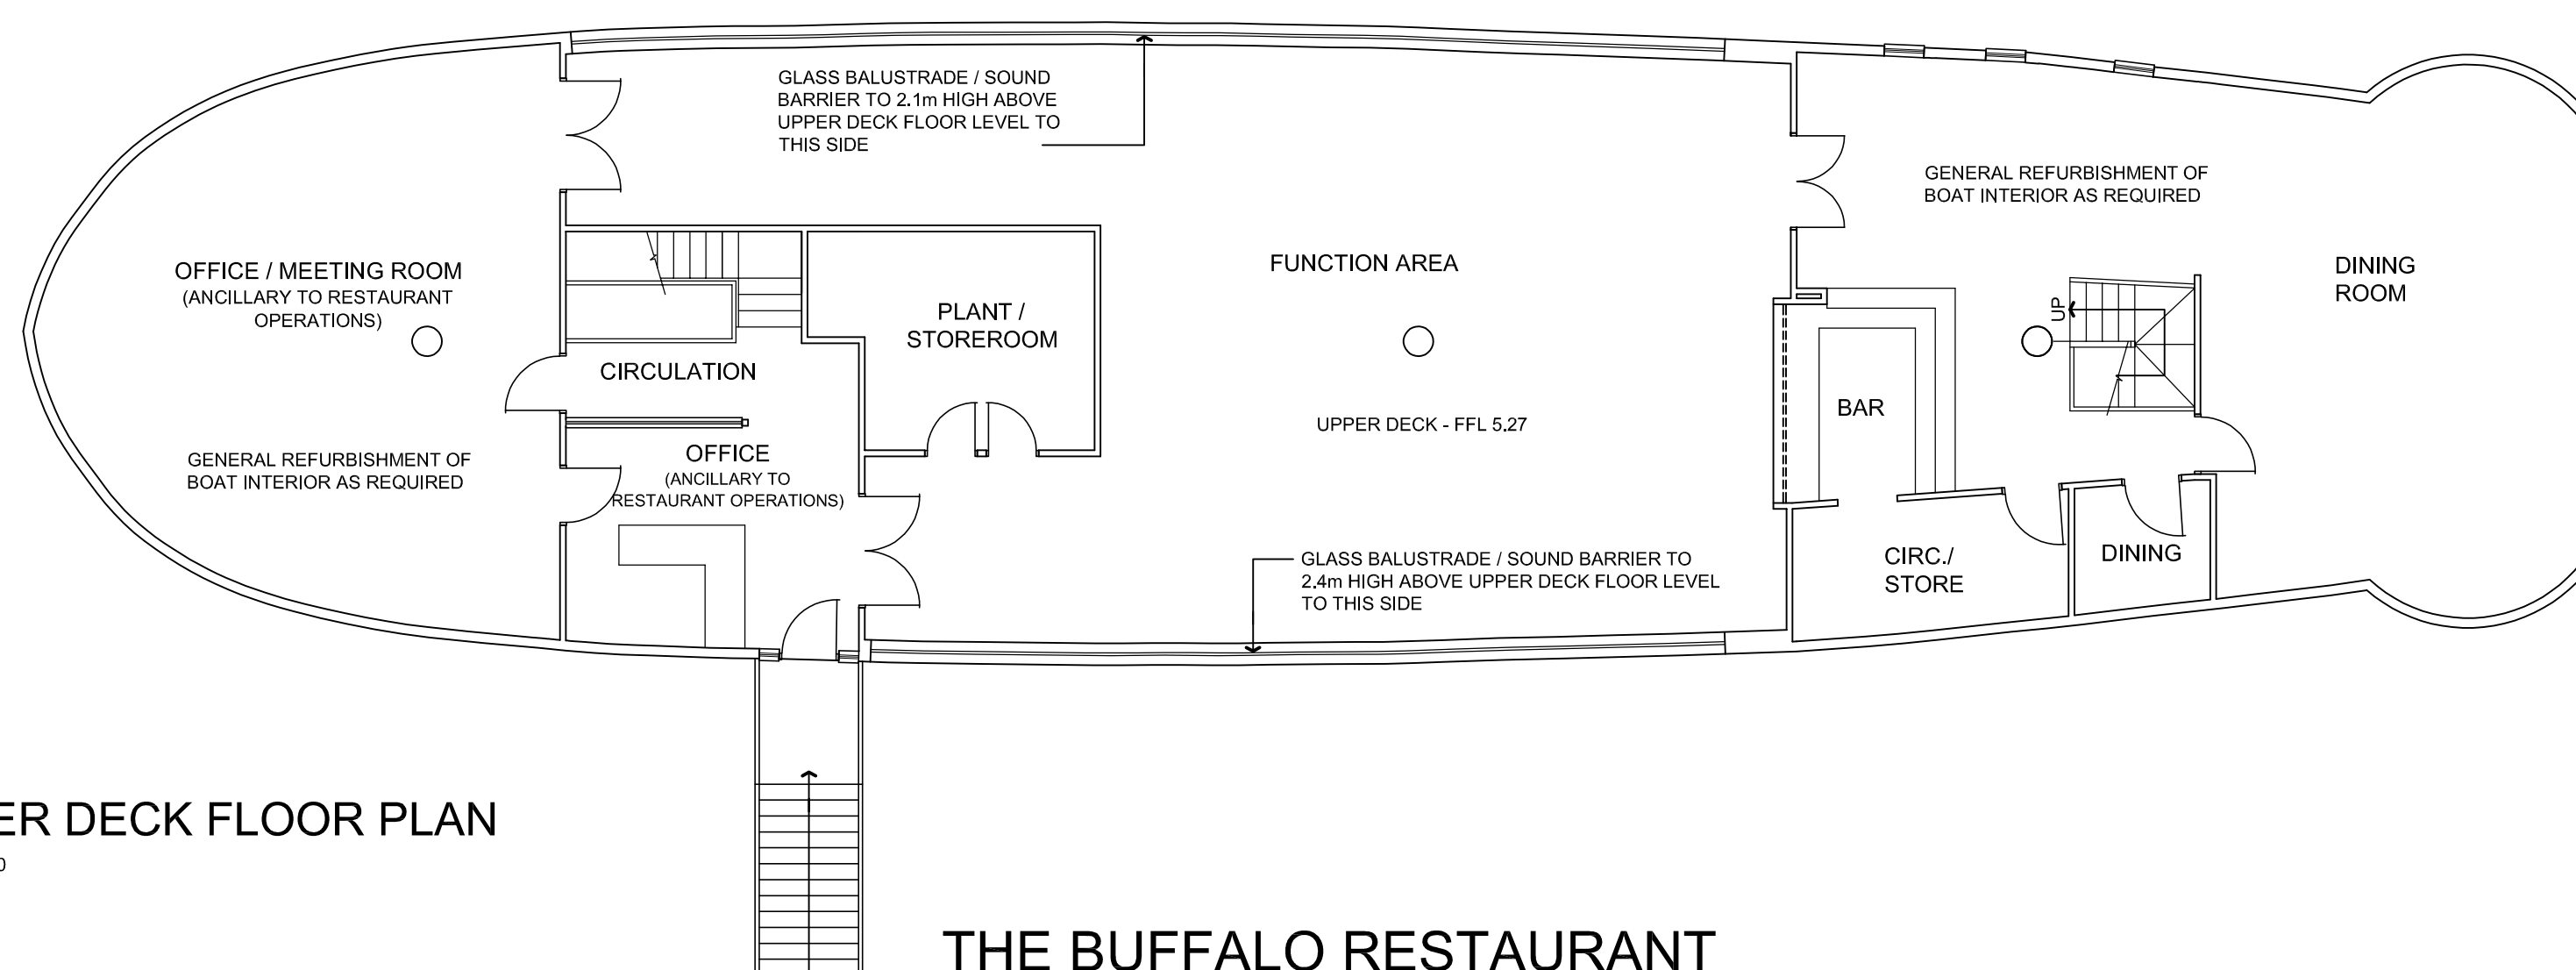 GLASS BALUSTRADE / SOUND
BARRIER TO 2.1m HIGH ABOVE
UPPER DECK FLOOR LEVEL TO
THIS SIDE
GENERAL REFURBISHMENT OF
BOAT INTERIOR AS REQUIRED
OFFICE / MEETING ROOM
(ANCILLARY TO RESTAURANT
OPERATIONS)
FUNCTION AREA
DINING
ROOM
PLANT /
STOREROOM
UP
CIRCULATION
BAR
UPPER DECK - FFL 5.27
GENERAL REFURBISHMENT OF
BOAT INTERIOR AS REQUIRED
OFFICE
(ANCILLARY TO
RESTAURANT OPERATIONS)
GLASS BALUSTRADE / SOUND BARRIER TO
2.4m HIGH ABOVE UPPER DECK FLOOR LEVEL
TO THIS SIDE
CIRC./
STORE
DINING
ER DECK FLOOR PLAN
0
THE BUFFALO RESTAURANT